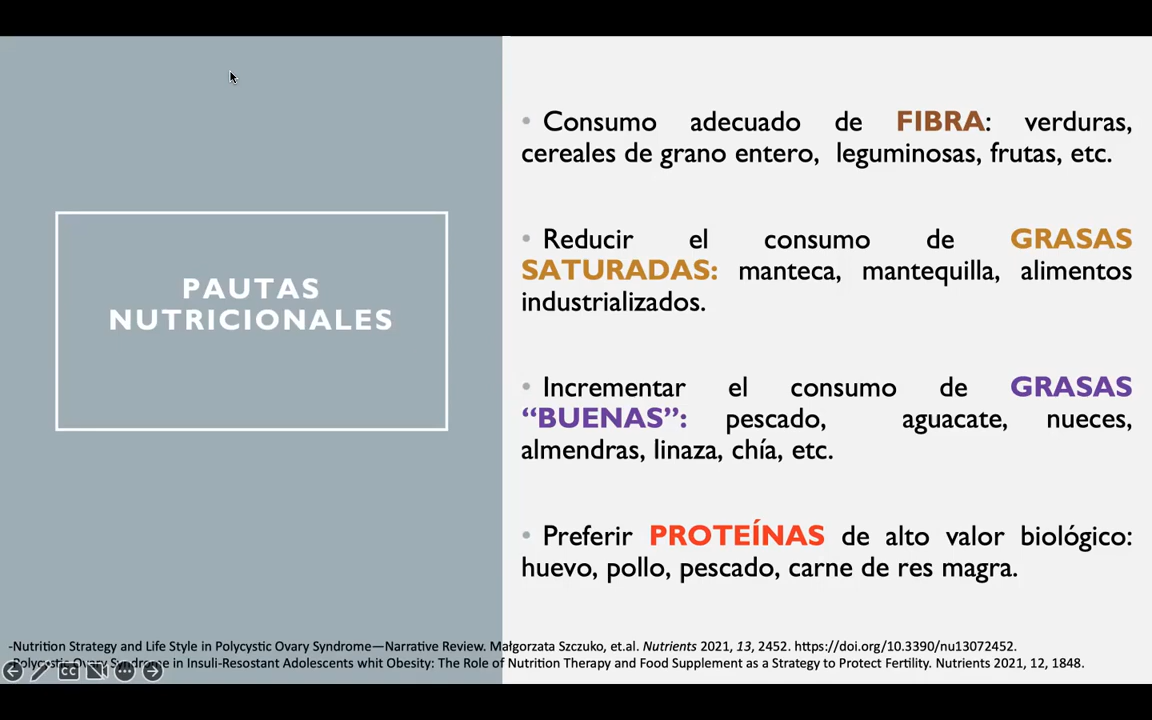 PAUTAS
NUTRICIONALES
• Consumo adecuado de FIBRA: verduras,
cereales de grano entero, leguminosas, frutas, etc.
• Reducir el consumo de GRASAS
SATURADAS: manteca, mantequilla, alimentos
industrializados.
• Incrementar el consumo de GRASAS
“BUENAS”: pescado, aguacate, nueces,
almendras, linaza, chía, etc.
• Preferir PROTEÍNAS de alto valor biológico:
huevo, pollo, pescado, carne de res magra.
-Nutrition Strategy and Life Style in Polycystic Ovary Syndrome—Narrative Review. Małgorzata Szczuko, et.al. Nutrients 2021, 13, 2452. https://doi.org/10.3390/nu13072452.
-Polycystic Ovary Syndrome in Insuli-Resostant Adolescents whit Obesity: The Role of Nutrition Therapy and Food Supplement as a Strategy to Protect Fertility. Nutrients 2021, 12, 1848.
CC